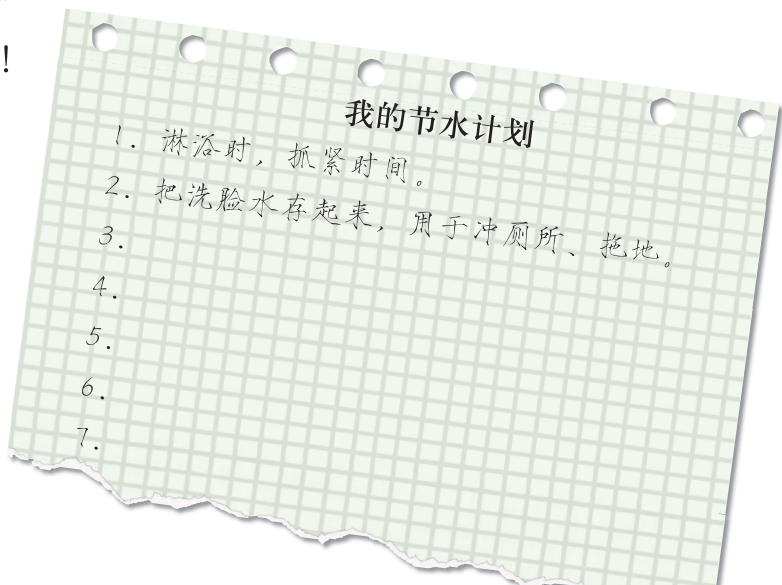 !
我的节水计划
1. 淋浴时，抓紧时间。
2. 把洗脸水存起来，用于冲厕所、拖地。
3.
4.
5.
6.
7.